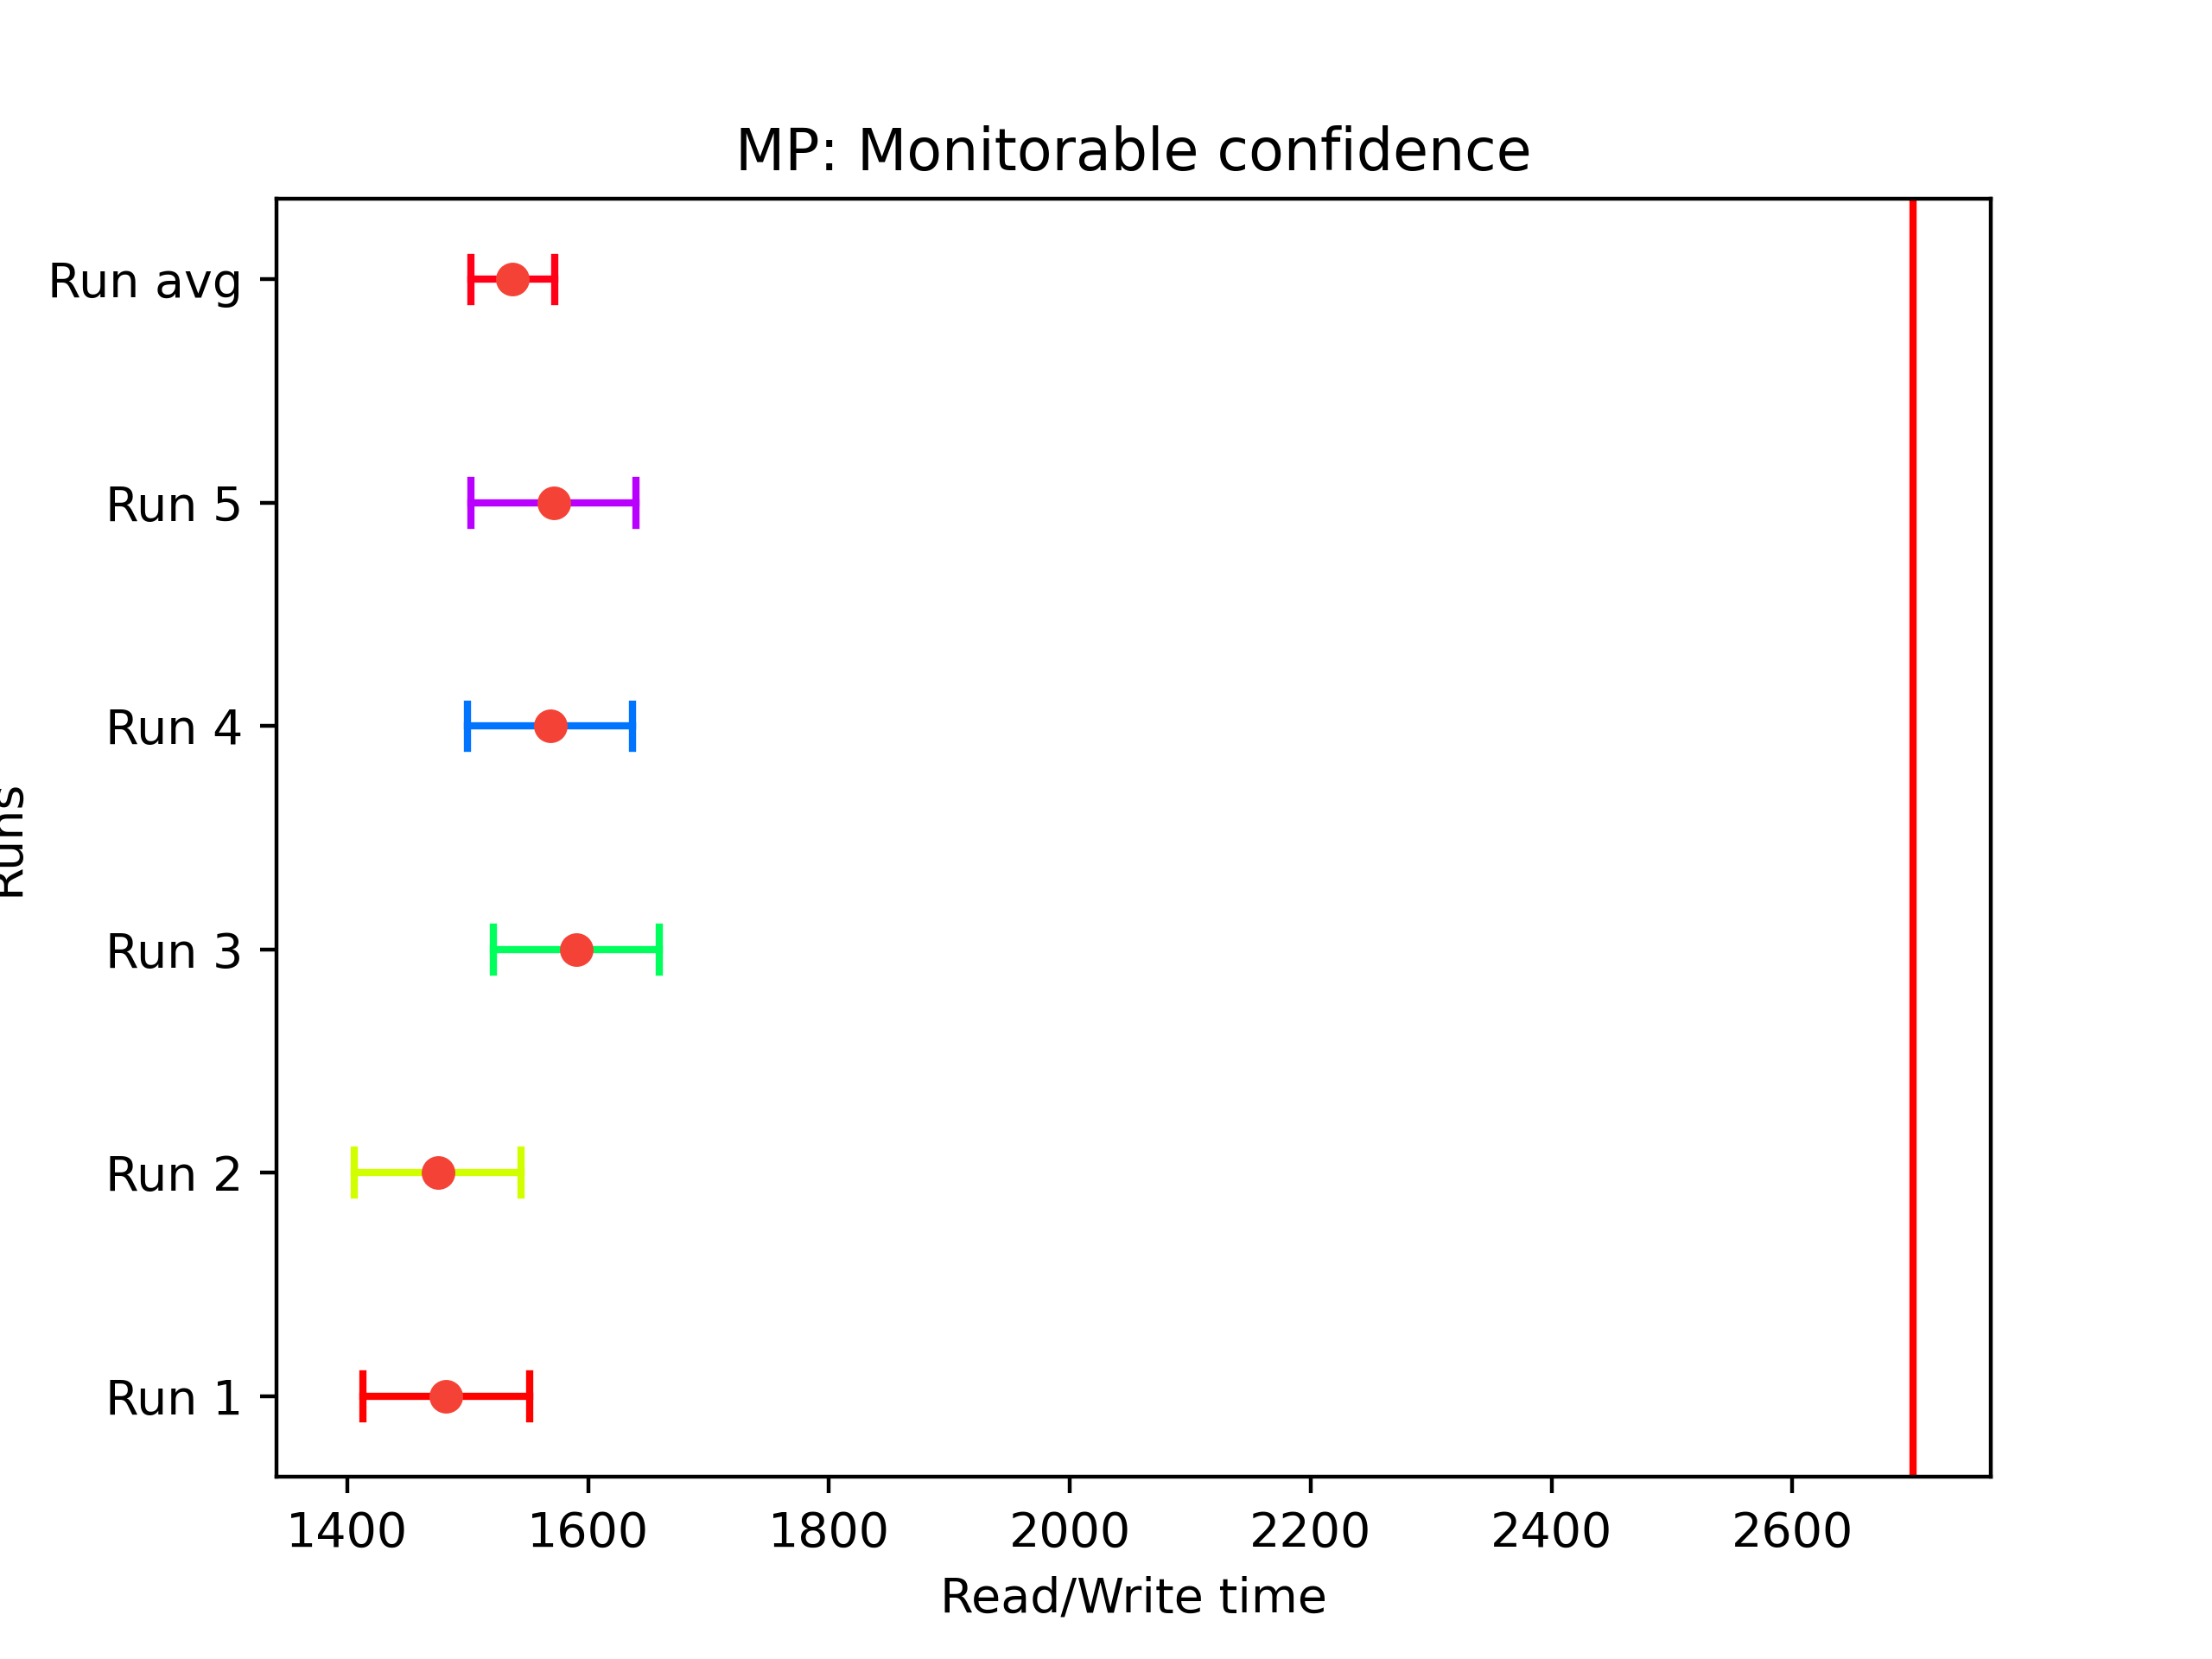 MP: Monitorable confidence
Run avg
Run 5
Run 4
Run 3
Run 2
Run 1
Runs
1400 1600 1800 2000 2200 2400 2600
Read/Write time